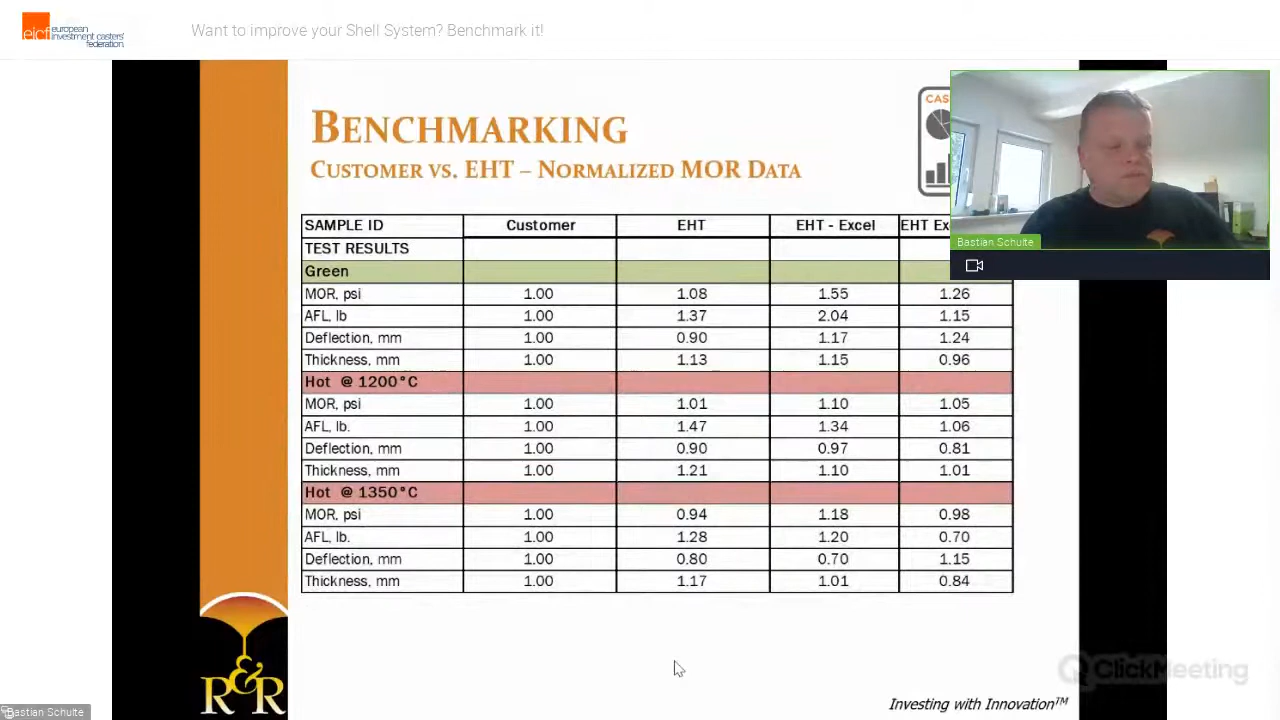 eicf european
investment casters'
federation.
Want to improve your Shell System? Benchmark it!
BENCHMARKING
CUSTOMER VS. EHT – NORMALIZED MOR DATA
CAS
Bastian Schulte
SAMPLE ID Customer EHT EHT - Excel EHT Ex
TEST RESULTS
Green
MOR, psi 1.00 1.08 1.55 1.26
AFL, lb 1.00 1.37 2.04 1.15
Deflection, mm 1.00 0.90 1.17 1.24
Thickness, mm 1.00 1.13 1.15 0.96
Hot @ 1200°C
MOR, psi 1.00 1.01 1.10 1.05
AFL, lb. 1.00 1.47 1.34 1.06
Deflection, mm 1.00 0.90 0.97 0.81
Thickness, mm 1.00 1.21 1.10 1.01
Hot @ 1350°C
MOR, psi 1.00 0.94 1.18 0.98
AFL, lb. 1.00 1.28 1.20 0.70
Deflection, mm 1.00 0.80 0.70 1.15
Thickness, mm 1.00 1.17 1.01 0.84
R&R
ClickMeeting
Investing with Innovation™
Bastian Schulte